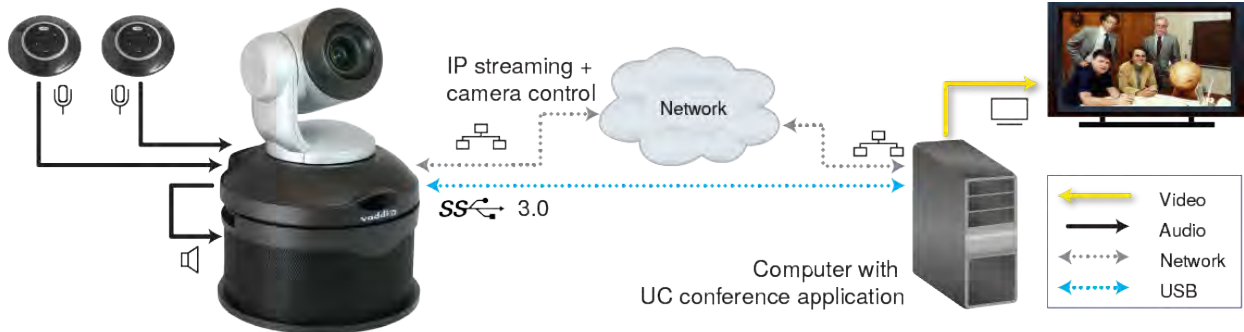 IP streaming +
camera control
Network
vaddio
SS 3.0
Computer with
UC conference application
Video
Audio
Network
USB